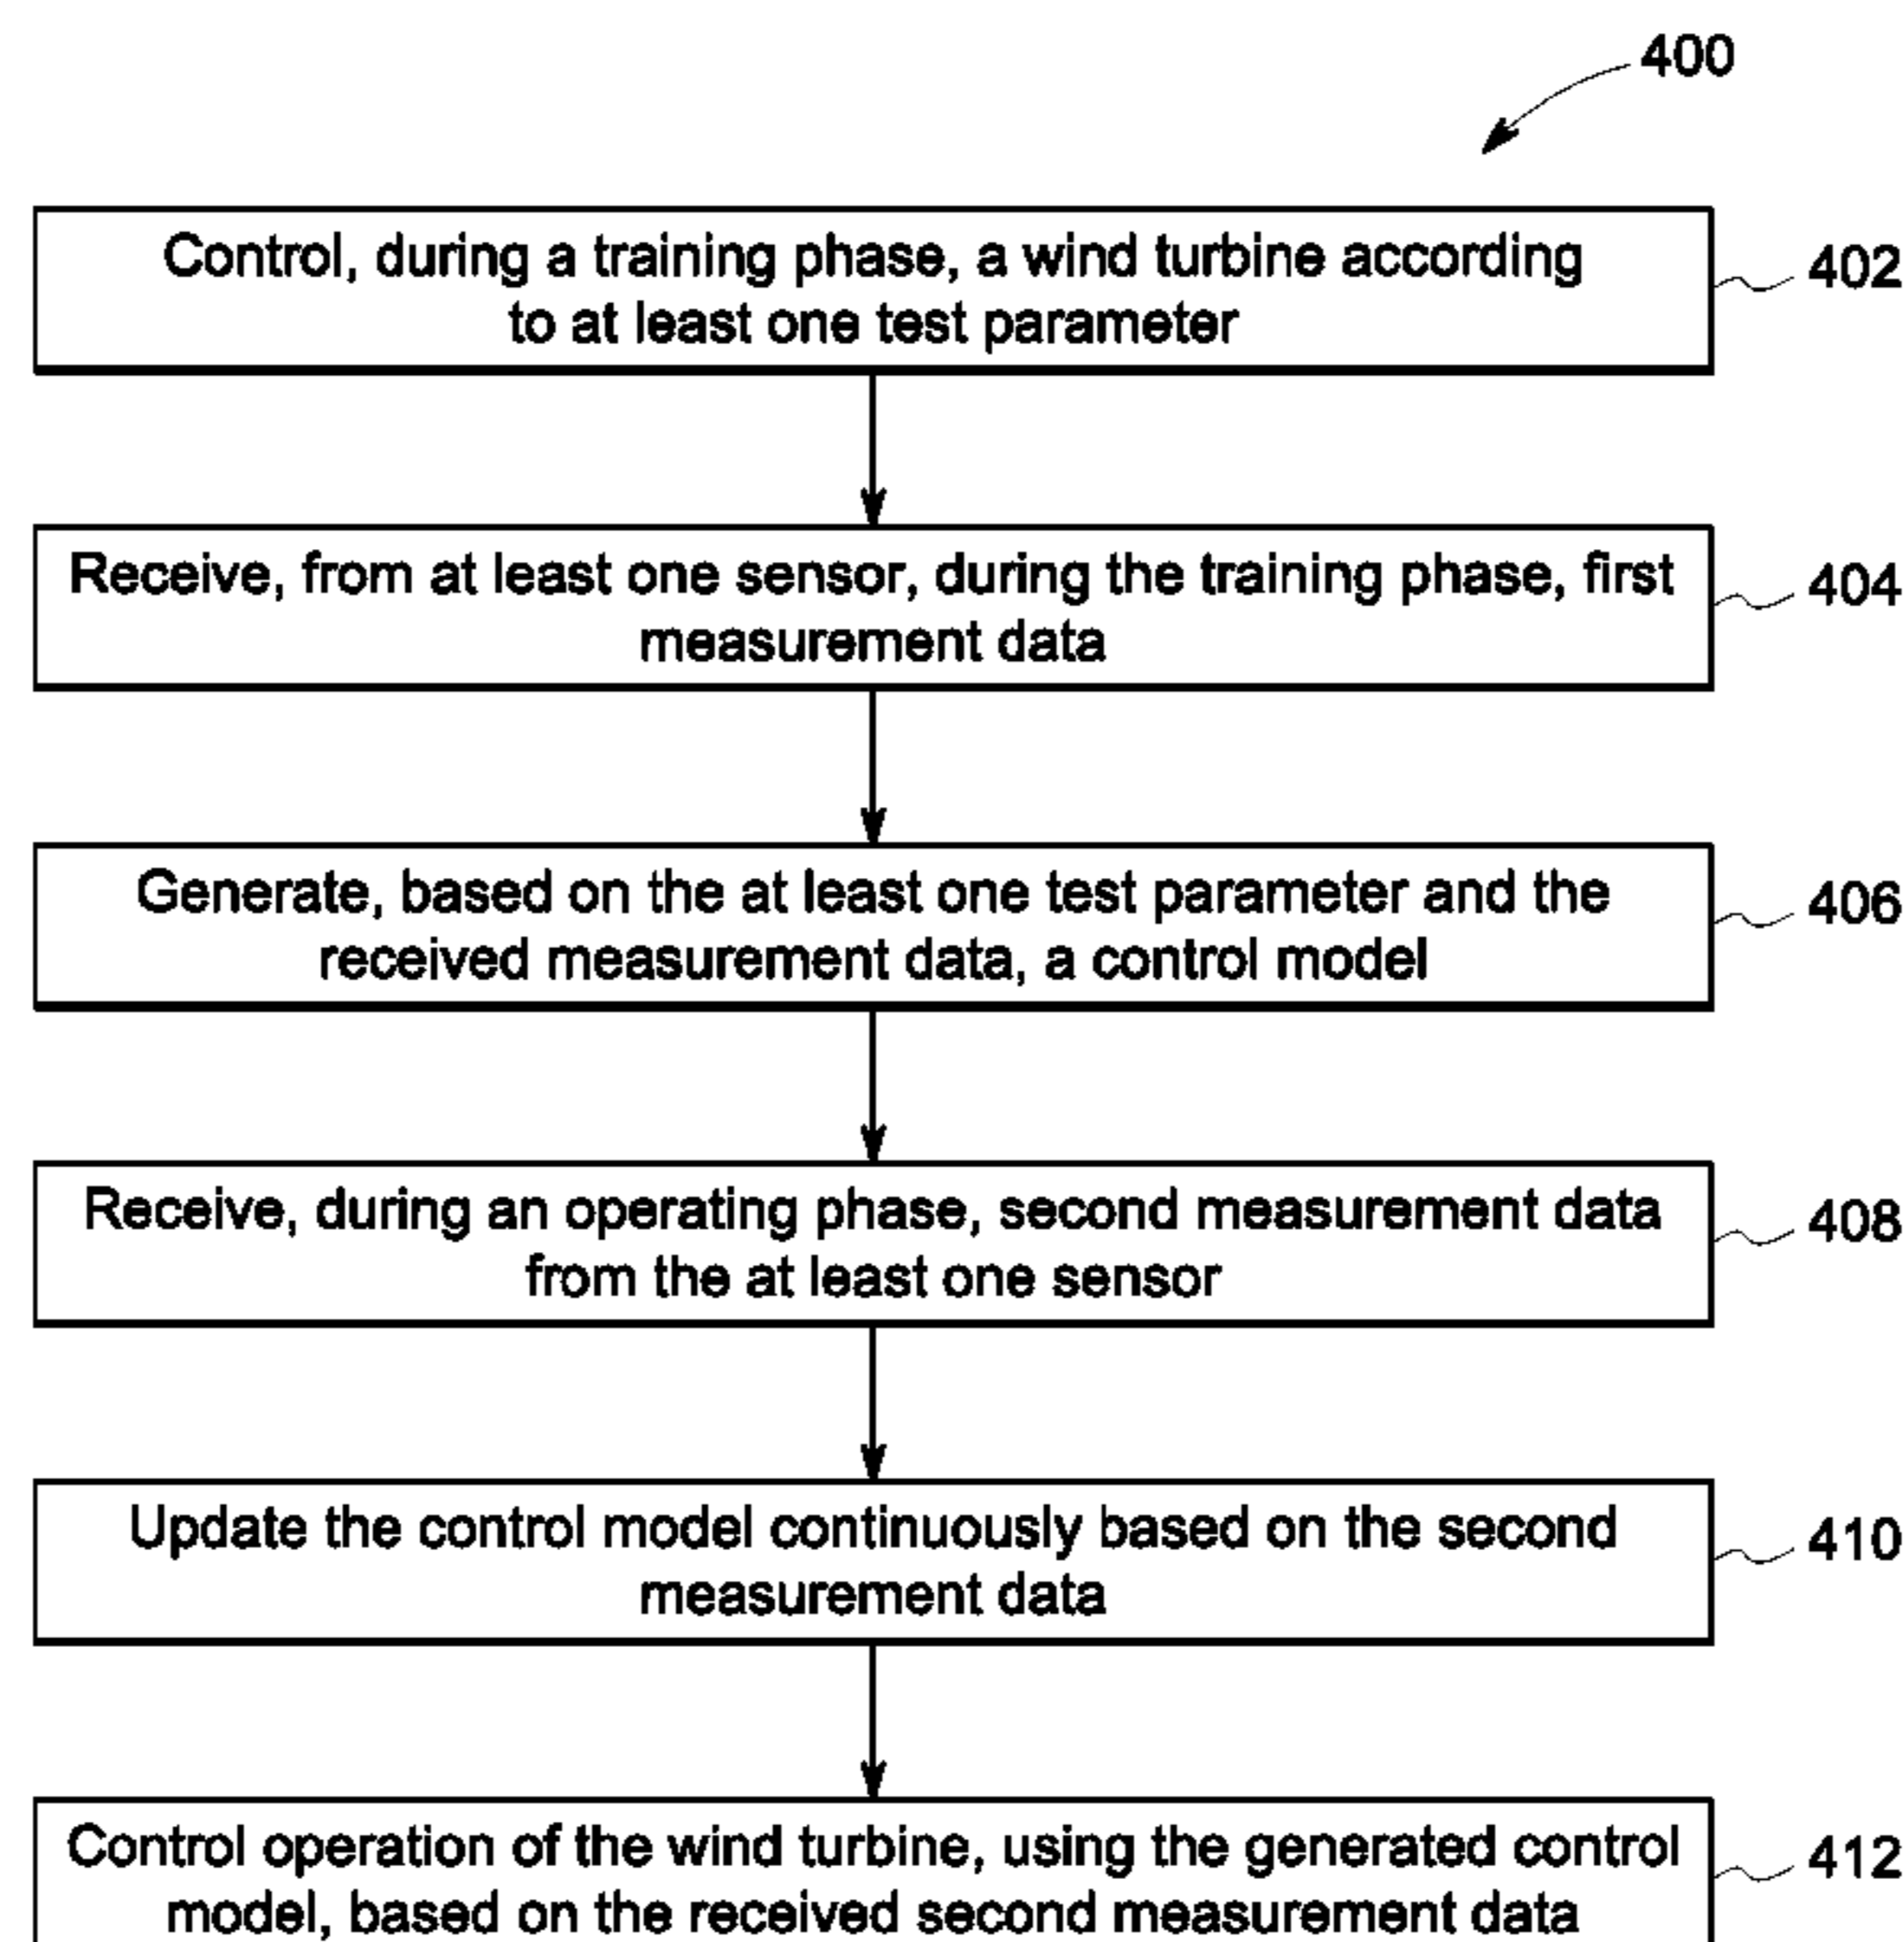 400
Control, during a training phase, a wind turbine according
to at least one test parameter
402
Receive, from at least one sensor, during the training phase, first
measurement data
404
Generate, based on the at least one test parameter and the
received measurement data, a control model
406
Receive, during an operating phase, second measurement data
from the at least one sensor
408
Update the control model continuously based on the second
measurement data
410
Control operation of the wind turbine, using the generated control
model, based on the received second measurement data
412